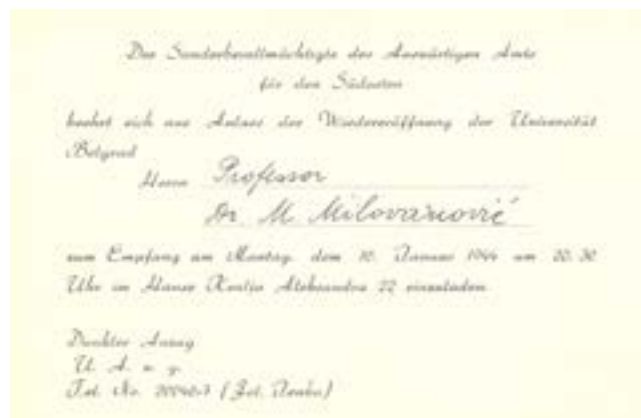 Der Sonderbevollmächtigte des Auswärtigen Amts
für den Südosten
beehrt sich aus Anlass der Wiedereröffnung der Universität
Belgrad
Herrn Professor
Dr. M. Milovanović
zum Empfang am Montag, dem 10. Januar 1944 um 20.30
Uhr im Hause Kralja Aleksandra 22 einzuladen
Dunkler Anzug
U. A. w. g.
Tel. No.